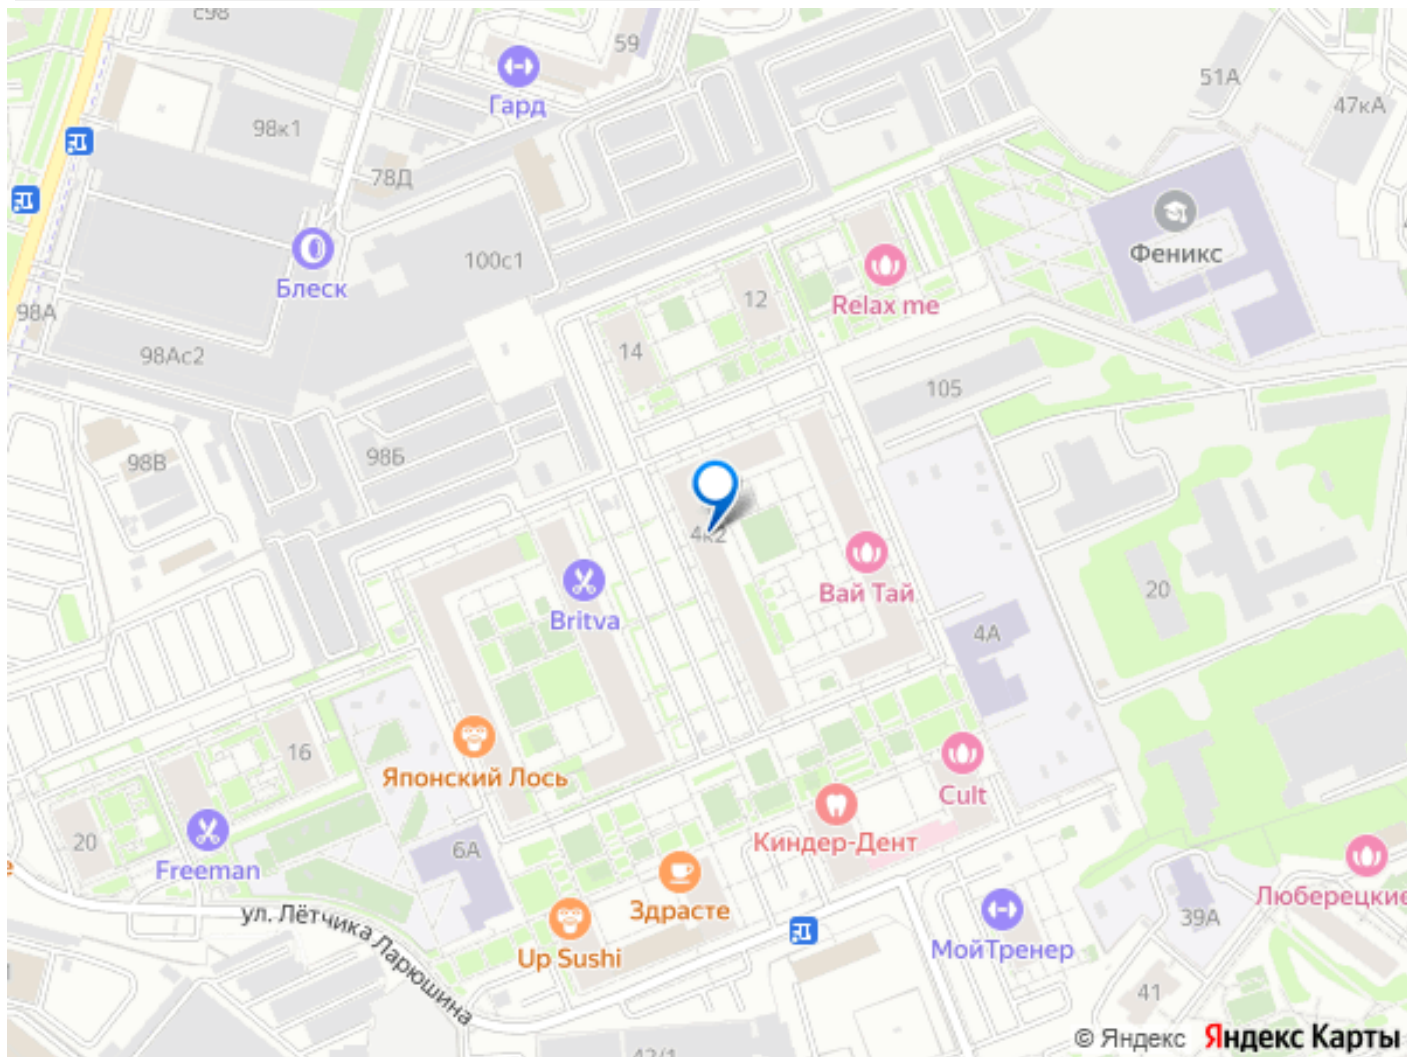 с98
59
51А
47кА
Гард
98к1
78Д
Феникс
100с1
Блеск
12
Relax me
98А
98Ас2
14
105
98Б
98В
4к2
Britva
Вай Тай
20
4А
16
Японский Лось
Cult
20
Киндер-Дент
6А
Freeman
Здрасте
Люберецкие
39А
ул. Лётчика Ларюшина
Up Sushi
МойТренер
41
© Яндекс Яндекс Карты